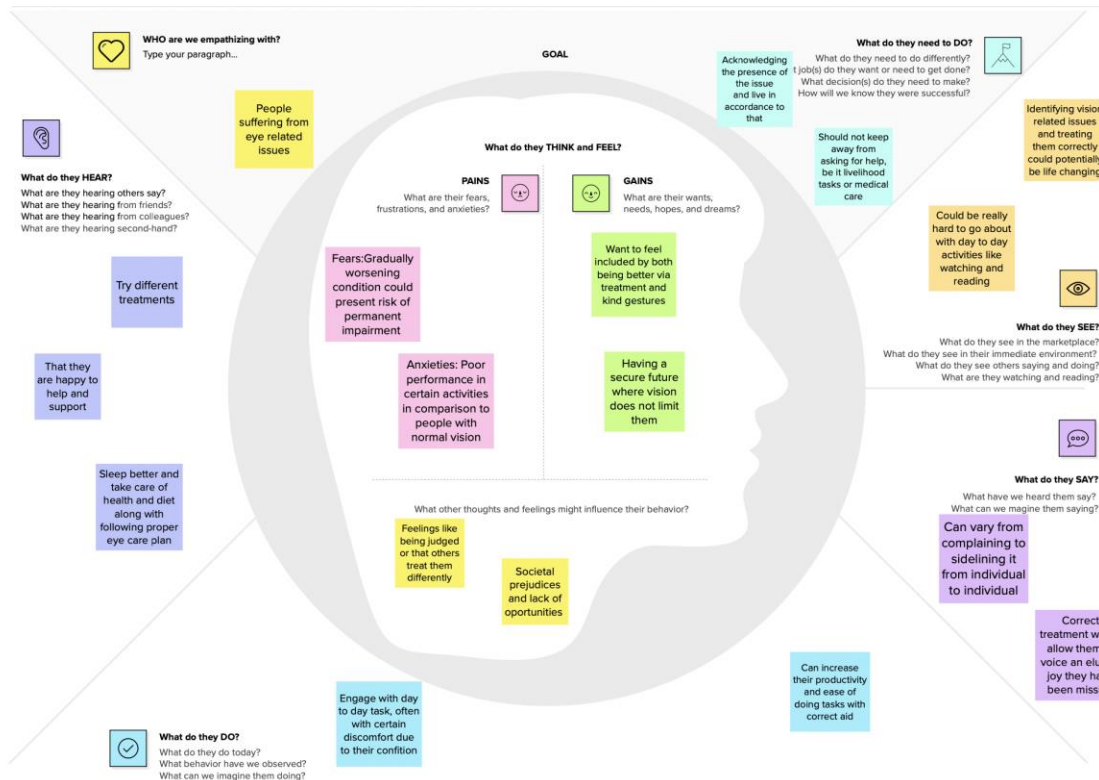 WHO are we empathizing with?
Type your paragraph...
People
suffering from
eye related
issues
GOAL
What do they need to DO?
What do they need to do differently?
job(s) do they want or need to get done?
What decision(s) do they need to make?
How will we know they were successful?
Acknowledging
the presence of
the issue
and live in
accordance to
that
Should not keep
away from
asking for help,
be it livelihood
tasks or medical
care
Identifying vision
related issues
and treating
them correctly
could potentially
be life changing
Could be really
hard to go about
with day to day
activities like
watching and
reading
What do they SEE?
What do they see in the marketplace?
What do they see in their immediate environment?
What do they see others saying and doing?
What are they watching and reading?
What do they SAY?
What have we heard them say?
What can we magine them saying?
Can vary from
complaining to
sidelining it
from individual
to individual
Correct
treatment
allow them
voice an
joy they
been
Can increase
their productivity
and ease of
doing tasks with
correct aid
What do they DO?
What do they do today?
What behavior have we observed?
What can we imagine them doing?
Engage with day
to day task, often
with certain
discomfort due
to their confition
What do they HEAR?
What are they hearing others say?
What are they hearing from friends?
What are they hearing from colleagues?
What are they hearing second-hand?
Try different
treatments
That they
are happy to
help and
support
Sleep better and
take care of
health and diet
along with
following proper
eye care plan
What do they THINK and FEEL?
PAINS
What are their fears,
frustrations, and anxieties?
Fears:Gradually
worsening
condition could
present risk of
permanent
impairment
Anxieties: Poor
performance in
certain activities
in comparison to
people with
normal vision
GAINS
What are their wants,
needs, hopes, and dreams?
Want to feel
included by both
being better via
treatment and
kind gestures
Having a
secure future
where vision
does not limit
them
What other thoughts and feelings might influence their behavior?
Feelings like
being judged
or that others
treat them
differently
Societal
prejudices
and lack of
oportunities